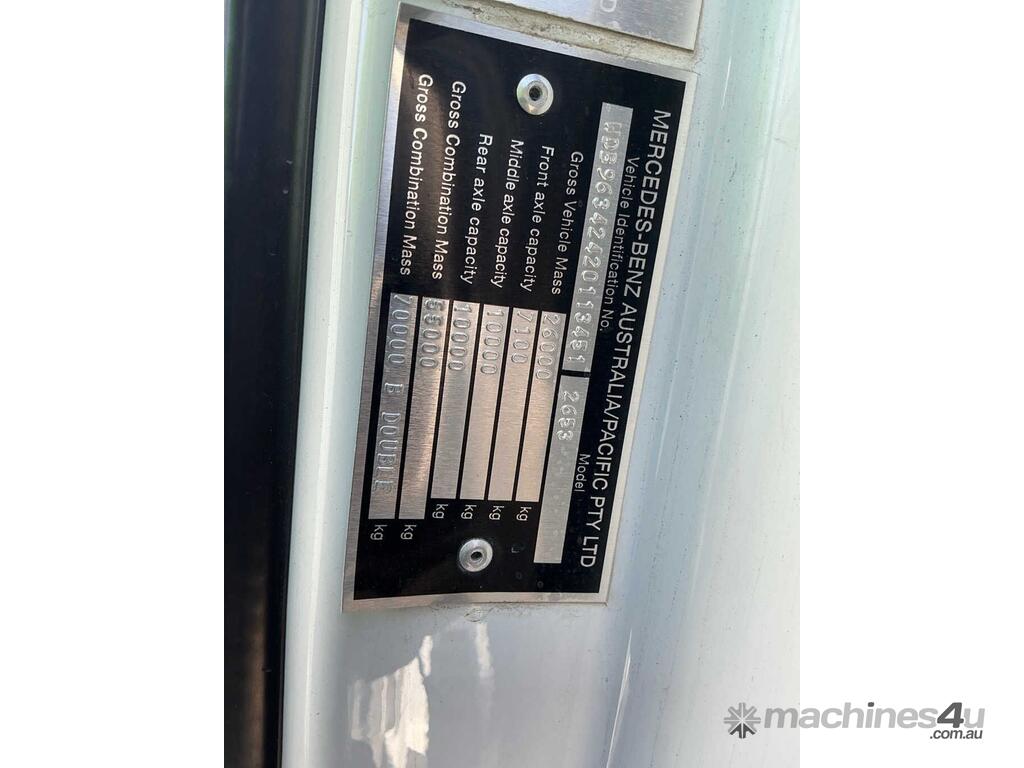 MERCEDES-BENZ AUSTRALIA/PACIFIC PTY LTD
Vehicle Identification No. Model
WDB96342420113451 2653
Gross Vehicle Mass 26000 kg
Front axle capacity 7100 kg
Middle axle capacity 10000 kg
Rear axle capacity 10000 kg
Gross Combination Mass 55000 kg
Gross Combination Mass 70000 B DOUBLE kg
machines4u
.com.au